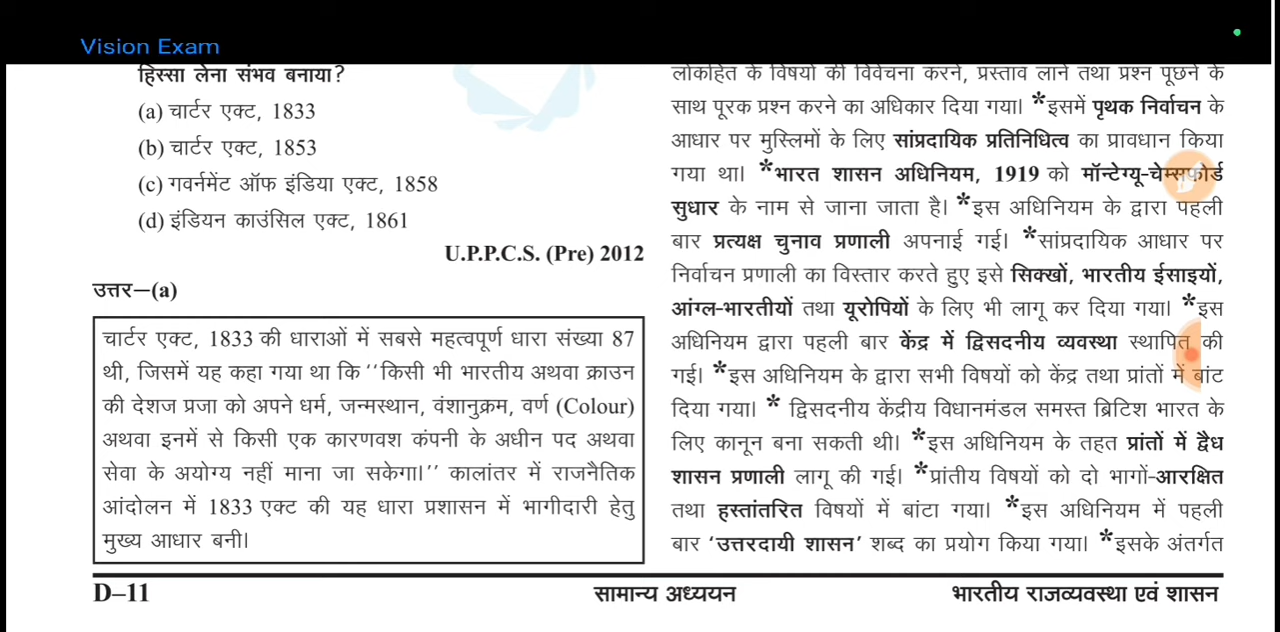 Vision Exam
हिस्सा लेना संभव बनाया?
(a) चार्टर एक्ट, 1833
(b) चार्टर एक्ट, 1853
(c) गवर्नमेंट ऑफ इंडिया एक्ट, 1858
(d) इंडियन काउंसिल एक्ट, 1861
U.P.P.C.S. (Pre) 2012
उत्तर—(a)
चार्टर एक्ट, 1833 की धाराओं में सबसे महत्वपूर्ण धारा संख्या 87
थी, जिसमें यह कहा गया था कि ''किसी भी भारतीय अथवा क्राउन
की देशज प्रजा को अपने धर्म, जन्मस्थान, वंशानुक्रम, वर्ण (Colour)
अथवा इनमें से किसी एक कारणवश कंपनी के अधीन पद अथवा
सेवा के अयोग्य नहीं माना जा सकेगा।'' कालांतर में राजनैतिक
आंदोलन में 1833 एक्ट की यह धारा प्रशासन में भागीदारी हेतु
मुख्य आधार बनी।
लोकहित के विषयों की विवेचना करने, प्रस्ताव लाने तथा प्रश्न पूछने के
साथ पूरक प्रश्न करने का अधिकार दिया गया। *इसमें पृथक निर्वाचन के
आधार पर मुस्लिमों के लिए सांप्रदायिक प्रतिनिधित्व का प्रावधान किया
गया था। *भारत शासन अधिनियम, 1919 को मॉन्टेग्यू-चेम्सफोर्ड
सुधार के नाम से जाना जाता है। *इस अधिनियम के द्वारा पहली
बार प्रत्यक्ष चुनाव प्रणाली अपनाई गई। *सांप्रदायिक आधार पर
निर्वाचन प्रणाली का विस्तार करते हुए इसे सिक्खों, भारतीय ईसाइयों,
आंग्ल-भारतीयों तथा यूरोपियों के लिए भी लागू कर दिया गया। *इस
अधिनियम द्वारा पहली बार केंद्र में द्विसदनीय व्यवस्था स्थापित की
गई। *इस अधिनियम के द्वारा सभी विषयों को केंद्र तथा प्रांतों में बांट
दिया गया। * द्विसदनीय केंद्रीय विधानमंडल समस्त ब्रिटिश भारत के
लिए कानून बना सकती थी। *इस अधिनियम के तहत प्रांतों में द्वैध
शासन प्रणाली लागू की गई। *प्रांतीय विषयों को दो भागों-आरक्षित
तथा हस्तांतरित विषयों में बांटा गया। *इस अधिनियम में पहली
बार 'उत्तरदायी शासन' शब्द का प्रयोग किया गया। *इसके अंतर्गत
D–11 सामान्य अध्ययन भारतीय राजव्यवस्था एवं शासन